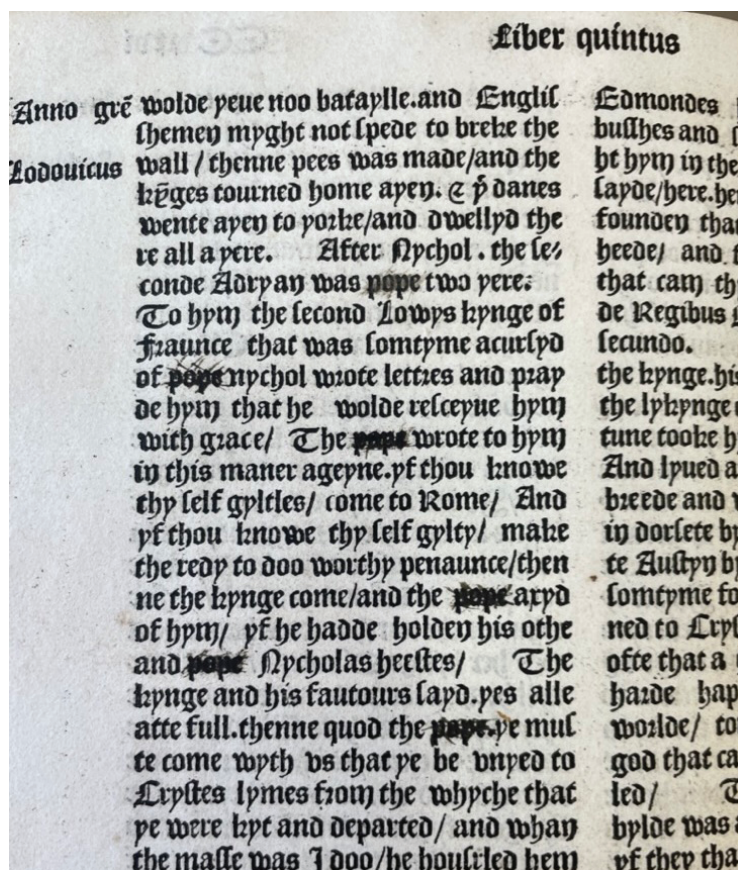 Liber quintus
Anno grē
Lodouicus
wolde yeue noo bataylle.and Englis
shemen myght not spede to breke the
wall / thenne pees was made/and the
kȳges tourned home ayen. & þͤ danes
wente ayen to yorke/and dwellyd the
re all a yere. After Nychol . the se⸗
conde Adryan was pope two yere.
To hym the second Lowys kynge of
Fraunce that was somtyme acursyd
of pope nychol wrote lettres and pray
de hym that he wolde resceyue hym
with grace/ The pape wrote to hym
in this maner ageyne.yf thou knowe
thy self gyltles/ come to Rome/ And
yf thou knowe thy self gylty/ make
the redy to doo worthy penaunce/then
ne the kynge come/and the pope axyd
of hym/ yf he hadde holden his othe
and pope Nycholas heestes/ The
kynge and his fautours sayd.yes alle
atte full.thenne quod the pope.ye mus
te come wyth vs that ye be vnyed to
Crystes lymes from the whyche that
ye were kyt and departed/ and whan
the masse was I doo/he houslled hem
Edmondes
busshes and
ht hym in the
sayde/here.he
founden tha
heede/ and
that cam th
de Regibus
secundo.
the kynge.his
the lykynge
tune tooke h
And lyued a
breede and
in dorsete by
te Austyn by
somtyme fo
ned to Crys
ofte that a
harde hap
worlde/ to
god that ca
led/
hylde was
yf they tha